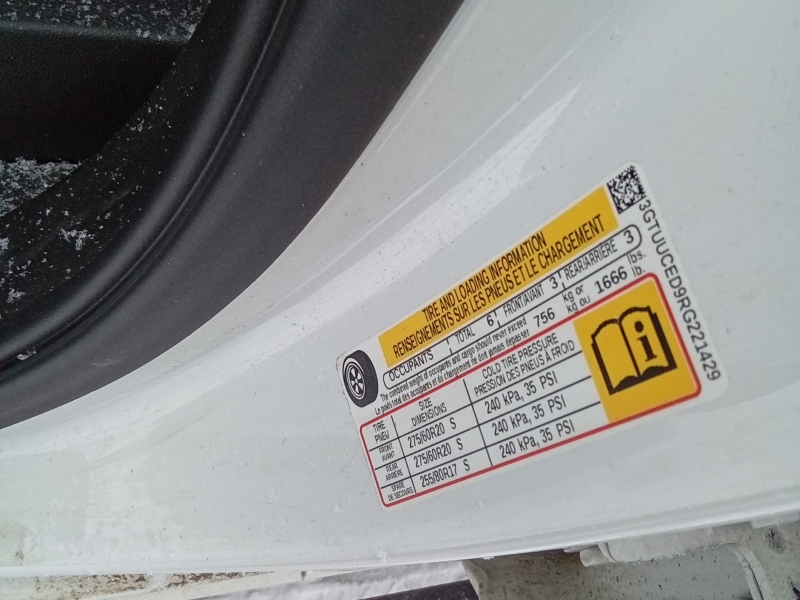 TIRE AND LOADING INFORMATION
RENSEIGNEMENTS SUR LES PNEUS ET LE CHARGEMENT
OCCUPANTS TOTAL 6 FRONT/AVANT 3 REAR/ARRIÈRE 3
The combined weight of occupants and cargo should never exceed 756 kg or 1666 lbs.
Le poids total des occupants et du chargement ne doit jamais dépasser kg ou lb.
TIRE SIZE COLD TIRE PRESSURE
PNEU DIMENSIONS PRESSION DES PNEUS À FROID
FRONT AVANT 275/60R20 S 240 kPa, 35 PSI
REAR ARRIÈRE 275/60R20 S 240 kPa, 35 PSI
SPARE DE SECOURS 255/80R17 S 240 kPa, 35 PSI
3GTUUCED9RG221429